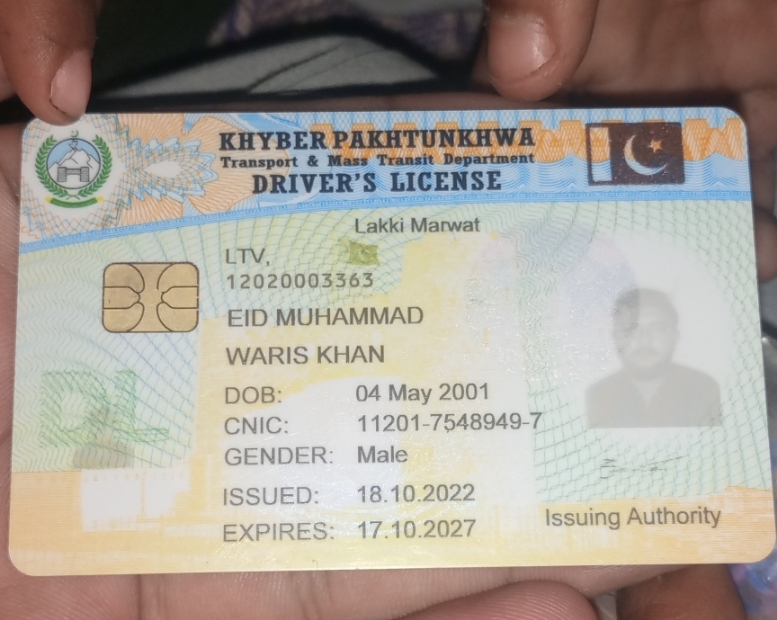 KHYBER PAKHTUNKHWA
Transport & Mass Transit Department
DRIVER'S LICENSE
Lakki Marwat
LTV,
12020003363
EID MUHAMMAD
WARIS KHAN
DOB: 04 May 2001
CNIC: 11201-7548949-7
GENDER: Male
ISSUED: 18.10.2022
EXPIRES: 17.10.2027
Issuing Authority
DL